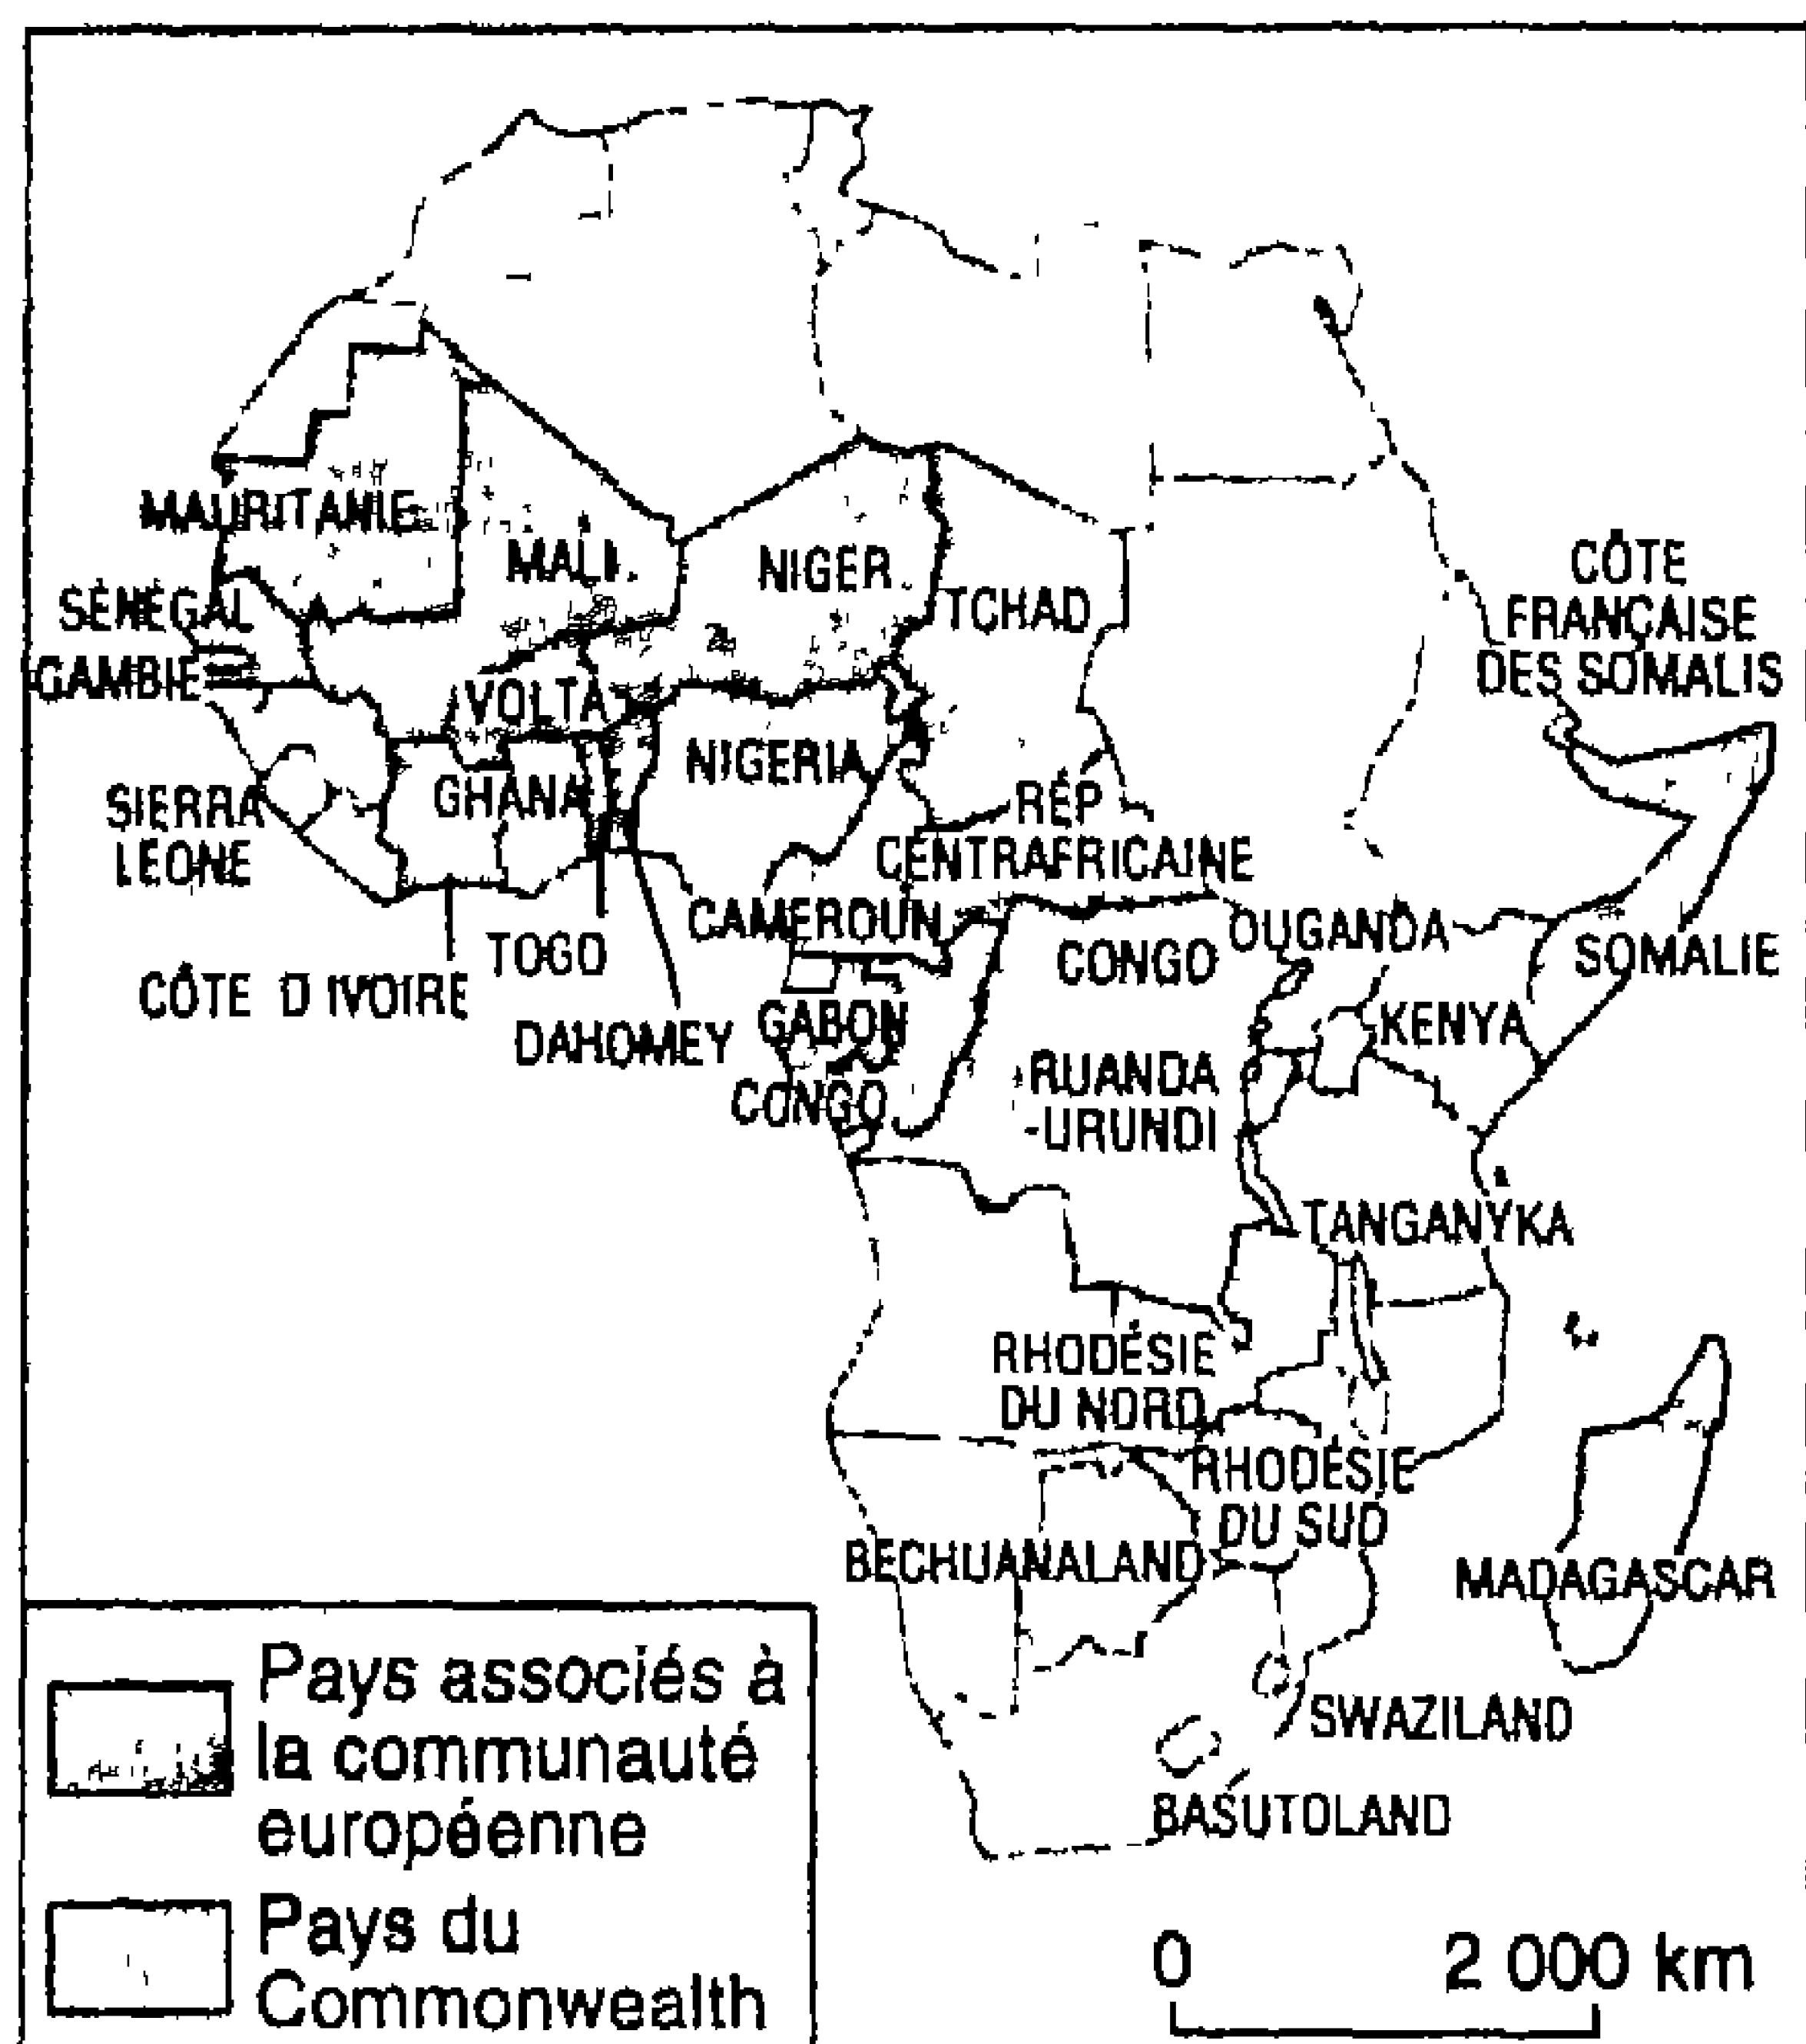 MAURITANIE
MALI
NIGER
TCHAD
CÔTE
FRANÇAISE
DES SOMALIS
SÉNÉGAL
GAMBIE
VOLTA
NIGERIA
GHANA
SIERRA
LEONE
RÉP
CENTRAFRICAINE
CAMEROUN
OUGANDA
CONGO
SOMALIE
TOGO
CÔTE D IVOIRE
DAHOMEY
GABON
KENYA
CONGO
RUANDA
-URUNDI
TANGANYKA
RHODÉSIE
DU NORD
RHODÉSIE
DU SUD
BECHUANALAND
MADAGASCAR
SWAZILAND
BASUTOLAND
Pays associés à
la communauté
européenne
Pays du
Commonwealth
0 2 000 km